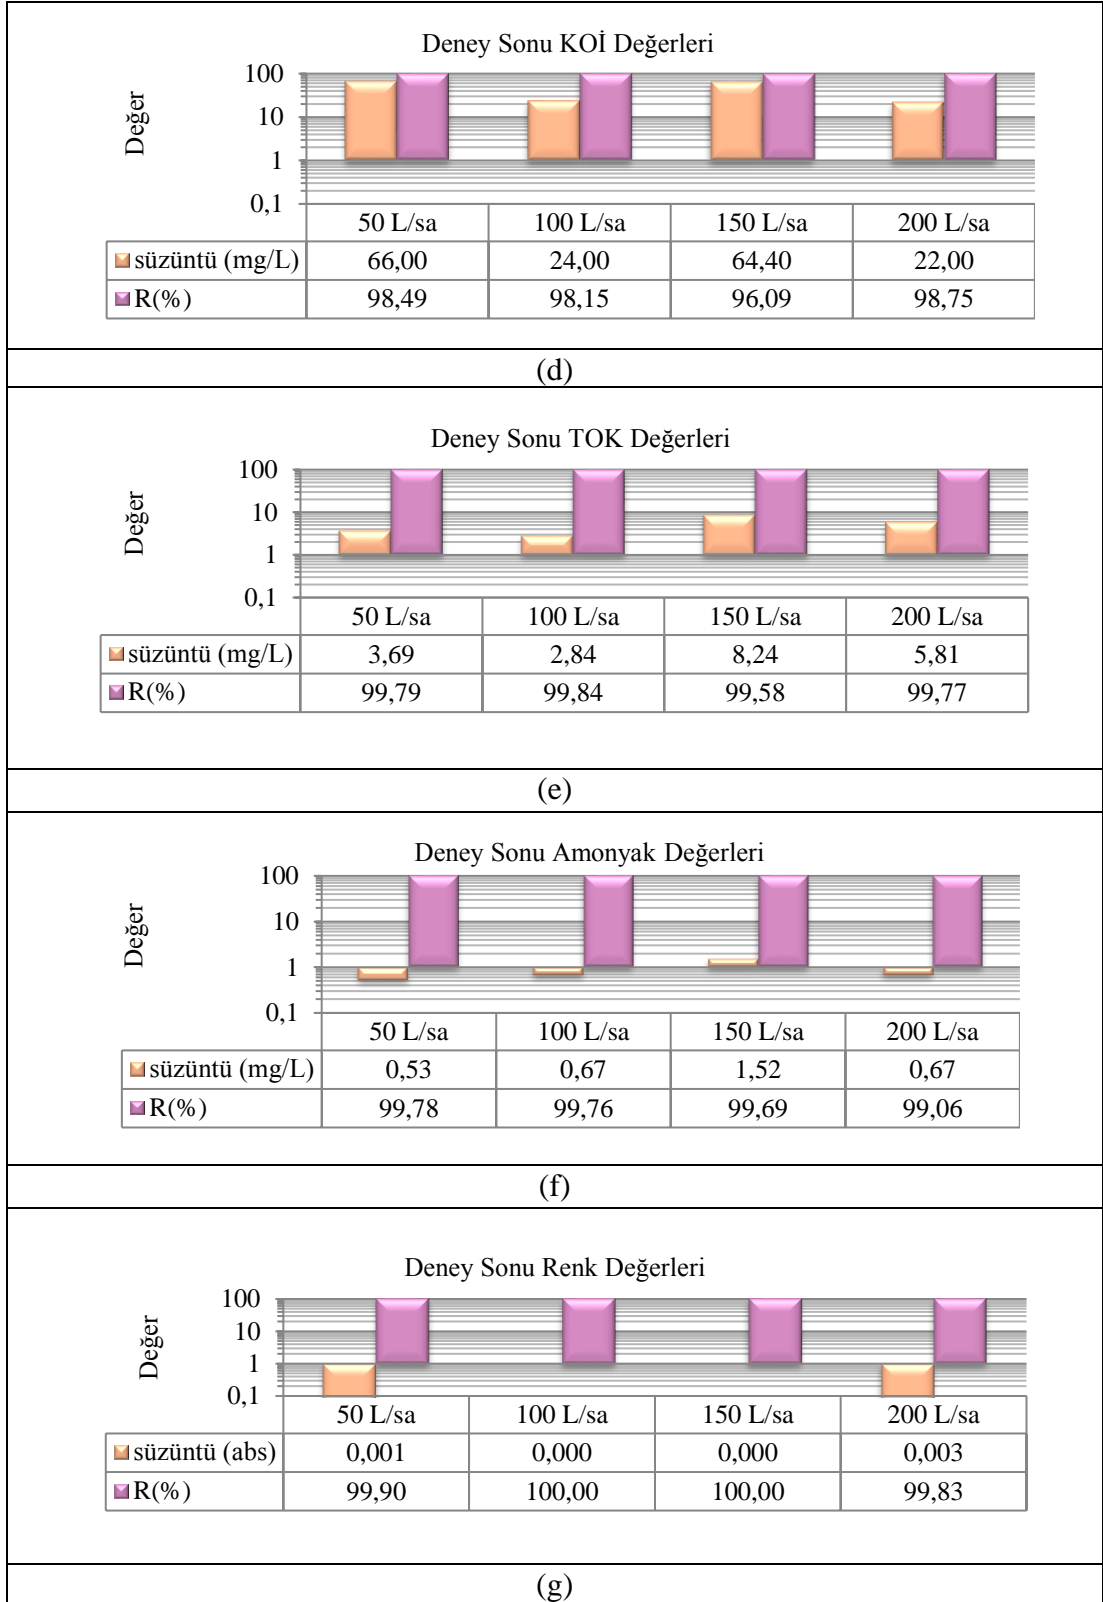 Deney Sonu KOİ Değerleri
Değer
100
10
1
0,1
50 L/sa 100 L/sa 150 L/sa 200 L/sa
süzüntü (mg/L) 66,00 24,00 64,40 22,00
R(%) 98,49 98,15 96,09 98,75
(d)
Deney Sonu TOK Değerleri
Değer
100
10
1
0,1
50 L/sa 100 L/sa 150 L/sa 200 L/sa
süzüntü (mg/L) 3,69 2,84 8,24 5,81
R(%) 99,79 99,84 99,58 99,77
(e)
Deney Sonu Amonyak Değerleri
Değer
100
10
1
0,1
50 L/sa 100 L/sa 150 L/sa 200 L/sa
süzüntü (mg/L) 0,53 0,67 1,52 0,67
R(%) 99,78 99,76 99,69 99,06
(f)
Deney Sonu Renk Değerleri
Değer
100
10
1
0,1
50 L/sa 100 L/sa 150 L/sa 200 L/sa
süzüntü (abs) 0,001 0,000 0,000 0,003
R(%) 99,90 100,00 100,00 99,83
(g)